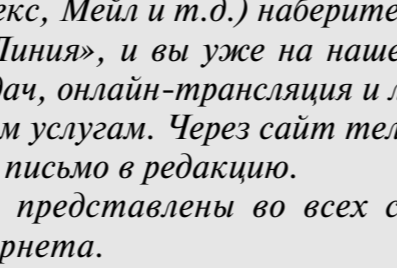 екс, Мейл и т.д.) наберите
Линия», и вы уже на наше
дач, онлайн-трансляция и л
м услугам. Через сайт тел
письмо в редакцию.
представлены во всех с
рнета.